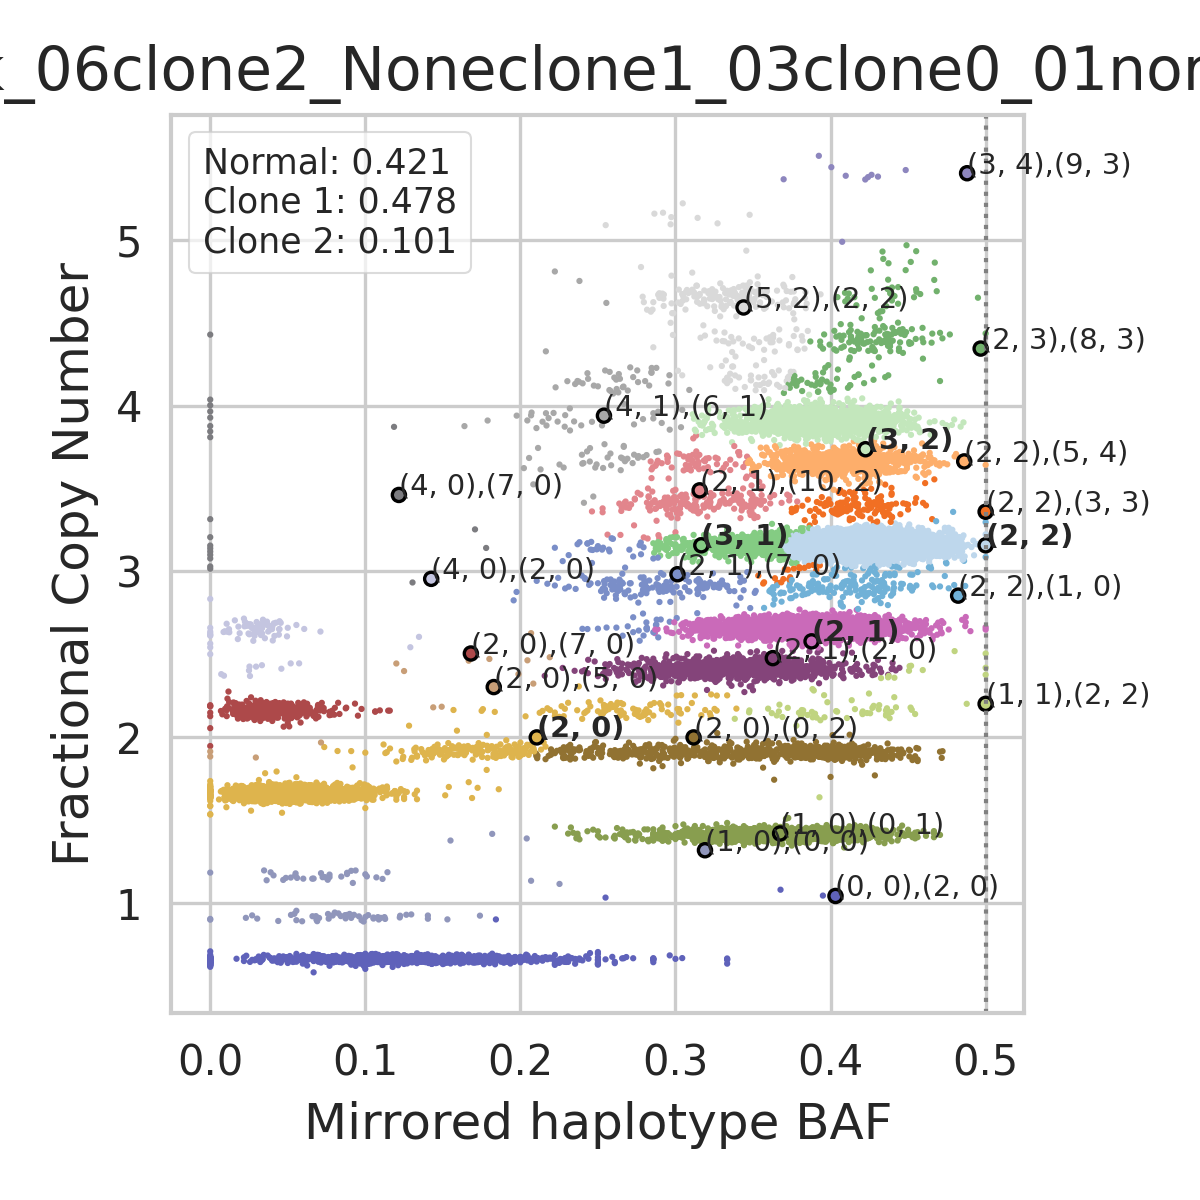 k_06clone2_Noneclone1_03clone0_01nor
Normal: 0.421
Clone 1: 0.478
Clone 2: 0.101
(3, 4),(9, 3)
(5, 2),(2, 2)
(2, 3),(8, 3)
(4, 1),(6, 1)
(3, 2)
(2, 2),(5, 4)
(4, 0),(7, 0)
(2, 1),(10, 2)
(2, 2),(3, 3)
(3, 1)
(2, 2)
(4, 0),(2, 0)
(2, 1),(7, 0)
(2, 2),(1, 0)
(2, 1)
(2, 0),(7, 0)
(2, 1),(2, 0)
(2, 0),(5, 0)
(1, 1),(2, 2)
(2, 0)
(2, 0),(0, 2)
(1, 0),(0, 1)
(1, 0),(0, 0)
(0, 0),(2, 0)
5
4
3
2
1
Fractional Copy Number
0.0 0.1 0.2 0.3 0.4 0.5
Mirrored haplotype BAF